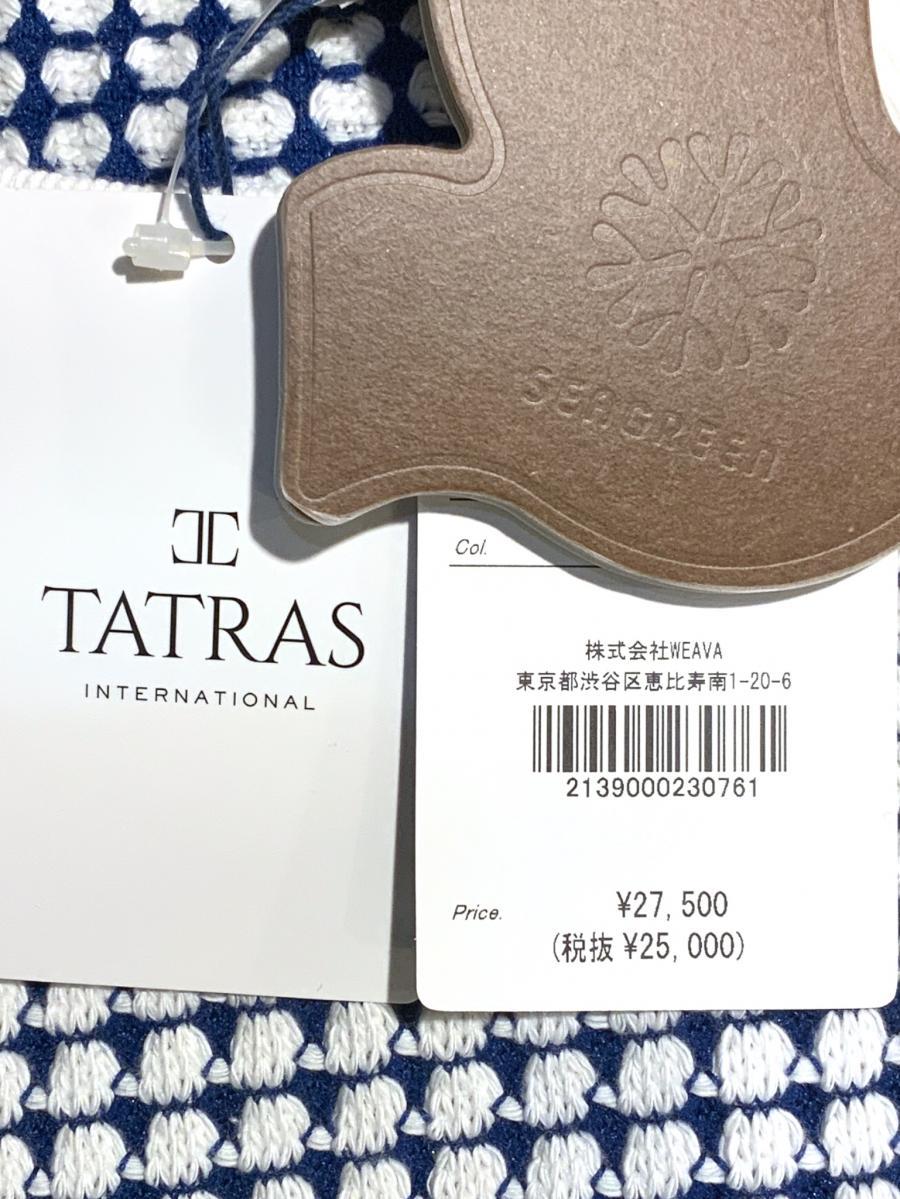 SEAGREEN
TATRAS
INTERNATIONAL
Col.
株式会社WEAVA
東京都渋谷区恵比寿南1-20-6
2139000230761
Price.
¥27,500
(税抜 ¥25,000)